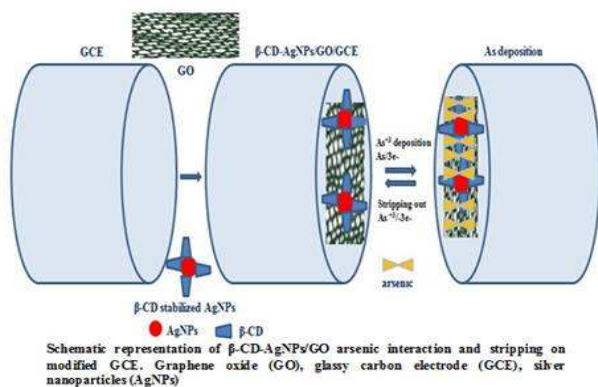 GCE
GO
β-CD-AgNPs/GO/GCE
As deposition
As⁺³ deposition
As/3e-
Stripping out
As⁺³/-3e-
arsenic
β-CD stabilized AgNPs
AgNPs
β-CD
Schematic representation of β-CD-AgNPs/GO arsenic interaction and stripping on
modified GCE. Graphene oxide (GO), glassy carbon electrode (GCE), silver
nanoparticles (AgNPs)